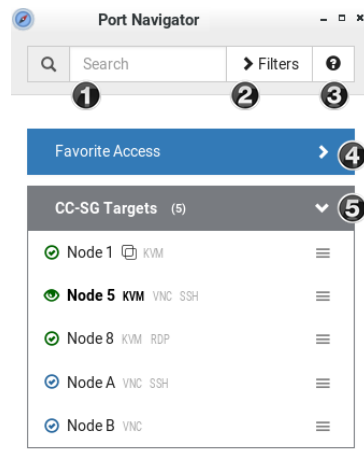 Port Navigator
Search Filters
1 2 3
Favorite Access 4
CC-SG Targets (5) 5
Node 1 KVM
Node 5 KVM VNC SSH
Node 8 KVM RDP
Node A VNC SSH
Node B VNC